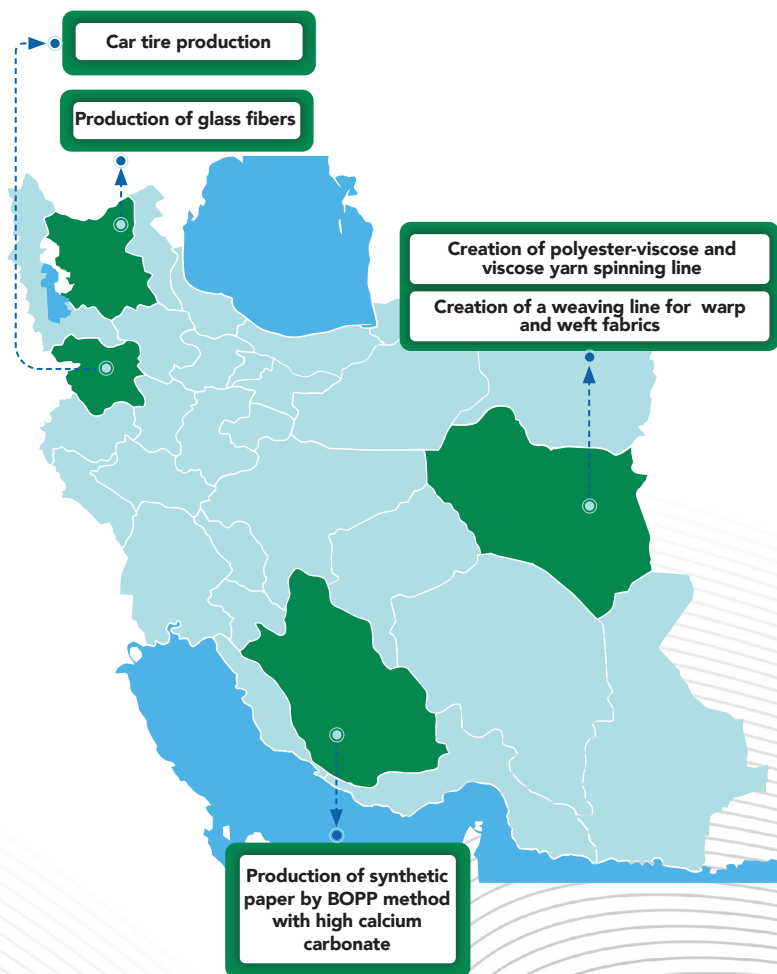 Car tire production
Production of glass fibers
Creation of polyester-viscose and
viscose yarn spinning line
Creation of a weaving line for warp
and weft fabrics
Production of synthetic
paper by BOPP method
with high calcium
carbonate